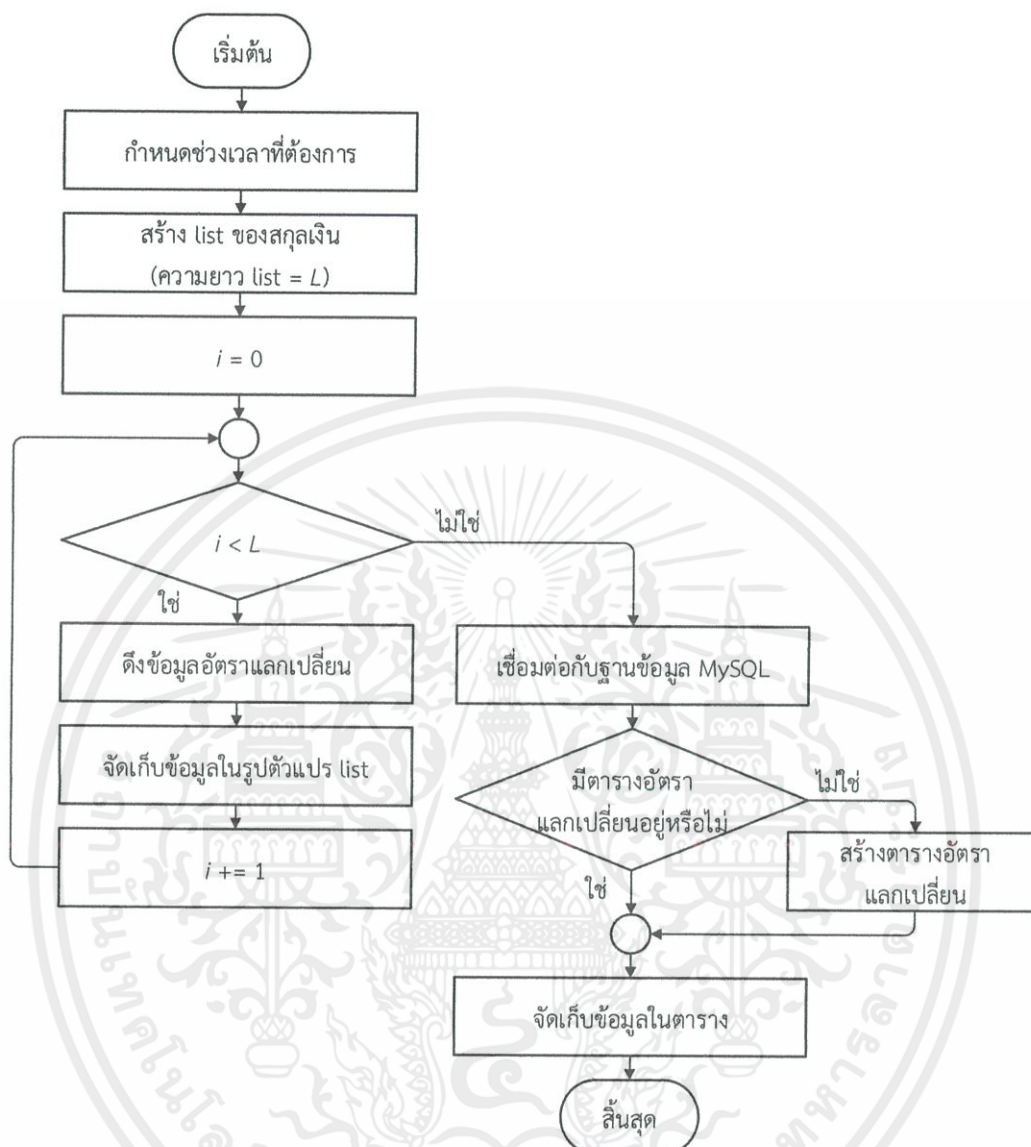 เริ่มต้น
กำหนดช่วงเวลาที่ต้องการ
สร้าง list ของสกุลเงิน
(ความยาว list = L)
i = 0
i < L
ไม่ใช่
ใช่
ดึงข้อมูลอัตราแลกเปลี่ยน
จัดเก็บข้อมูลในรูปตัวแปร list
i += 1
เชื่อมต่อกับฐานข้อมูล MySQL
มีตารางอัตรา
แลกเปลี่ยนอยู่หรือไม่
ไม่ใช่
ใช่
สร้างตารางอัตรา
แลกเปลี่ยน
จัดเก็บข้อมูลในตาราง
สิ้นสุด